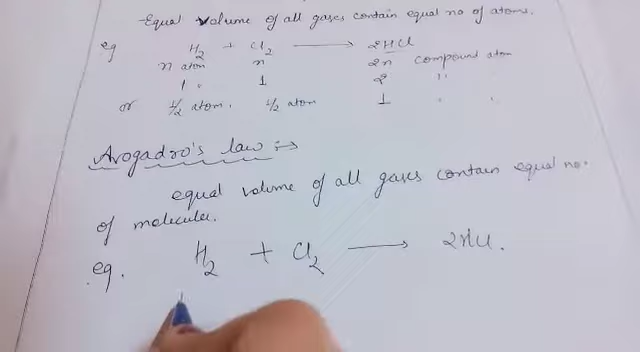 Equal volume of all gases contain equal no of atoms.
eg H2 + Cl2 → 2HCl
n atom n 2n compound atom
1 " 1 2 " "
or 1/2 atom. 1/2 atom 1 " "
Avogadro's law :→
equal volume of all gases contain equal no.
of molecules.
eg. H2 + Cl2 → 2HCl.